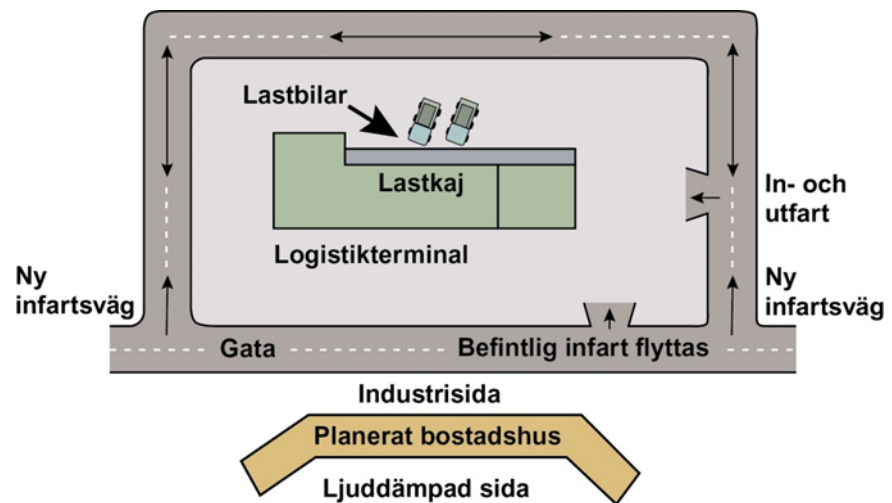 Lastbilar
Lastkaj
In- och
utfart
Logistikterminal
Ny
infartsväg
Ny
infartsväg
Gata
Befintlig infart flyttas
Industrisida
Planerat bostadshus
Ljuddämpad sida